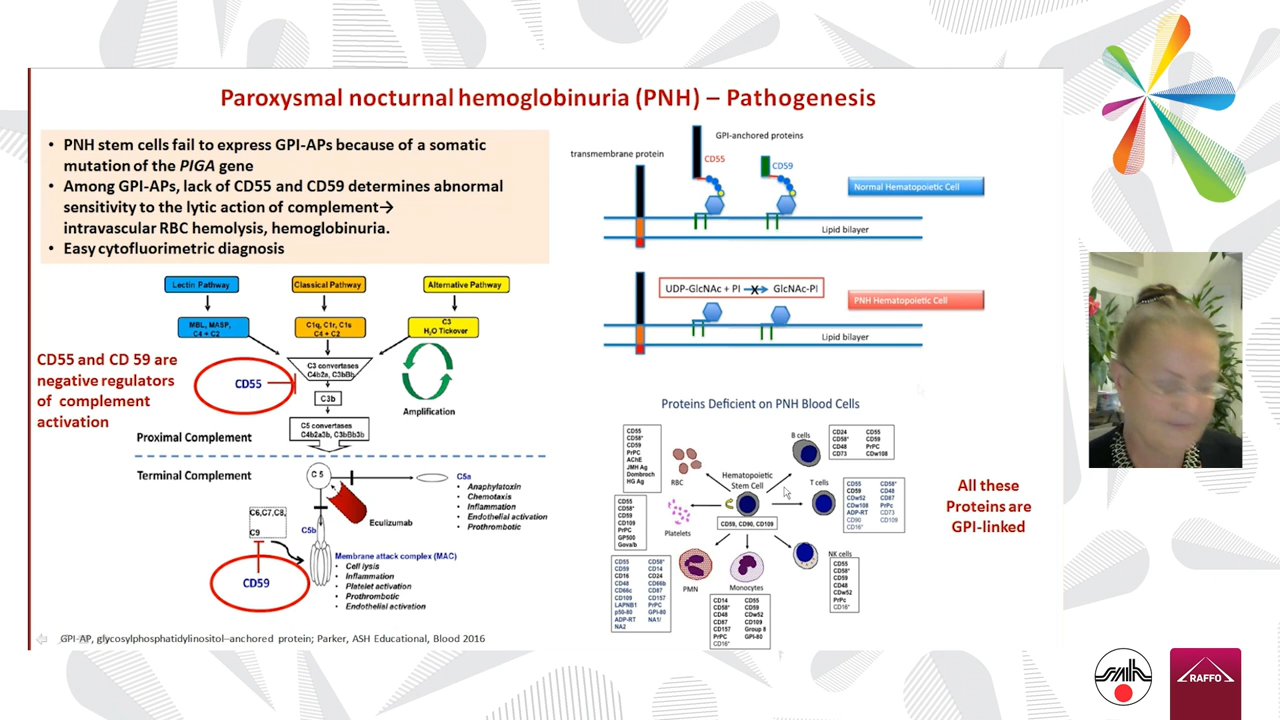 Paroxysmal nocturnal hemoglobinuria (PNH) – Pathogenesis
• PNH stem cells fail to express GPI-APs because of a somatic
mutation of the PIGA gene
• Among GPI-APs, lack of CD55 and CD59 determines abnormal
sensitivity to the lytic action of complement→
intravascular RBC hemolysis, hemoglobinuria.
• Easy cytofluorimetric diagnosis
Lectin Pathway
Classical Pathway
Alternative Pathway
MBL, MASP,
C4 + C2
C1q, C1r, C1s
C4 + C2
C3
H2O Tickover
CD55 and CD 59 are
negative regulators
of complement
activation
CD55
C3 convertases
C4b2a, C3bBb
C3b
Amplification
C5 convertases
C4b2a3b, C3bBb3b
Proximal Complement
Terminal Complement
C 5
C5a
• Anaphylatoxin
• Chemotaxis
• Inflammation
• Endothelial activation
• Prothrombotic
Eculizumab
C6,C7,C8,
C9
C5b
CD59
Membrane attack complex (MAC)
• Cell lysis
• Inflammation
• Platelet activation
• Prothrombotic
• Endothelial activation
GPI-AP, glycosylphosphatidylinositol–anchored protein; Parker, ASH Educational, Blood 2016
transmembrane protein
GPI-anchored proteins
CD55
CD59
Normal Hematopoietic Cell
Lipid bilayer
UDP-GlcNAc + PI X GlcNAc-PI
PNH Hematopoietic Cell
Lipid bilayer
Proteins Deficient on PNH Blood Cells
CD55
CD58*
CD59
PrPC
AChE
JMH Ag
Dombroch
HG Ag
RBC
Hematopoietic
Stem Cell
CD59, CD90, CD109
B cells
CD24 CD55
CD58* CD59
CD48 PrPC
CD73 CDw108
T cells
CD55 CD58*
CD59 CD48
CDw52 CD87
CDw108 PrPc
ADP-RT CD73
CD90 CD109
CD16*
CD55
CD58*
CD59
CD109
PrPC
GP500
Gova/b
Platelets
CD55 CD58*
CD59 CD14
CD16 CD24
CD48 CD66b
CD66c CD87
CD109 CD157
LAPNB1 PrPC
p50-80 GPI-80
ADP-RT NA1/
NA2
PMN
Monocytes
CD14 CD55
CD58* CD59
CD48 CDw52
CD87 CD109
CD157 Group 8
PrPC GPI-80
CD16*
NK cells
CD55
CD58*
CD59
CD48
CDw52
PrPc
CD16*
All these
Proteins are
GPI-linked
RAFFO